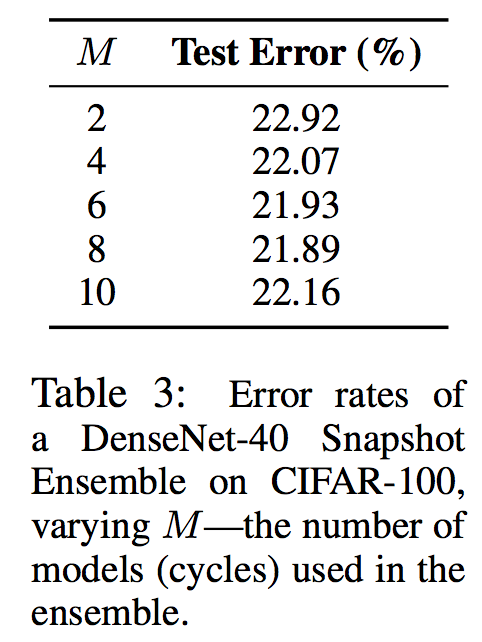 M Test Error (%)
2 22.92
4 22.07
6 21.93
8 21.89
10 22.16
Table 3: Error rates of
a DenseNet-40 Snapshot
Ensemble on CIFAR-100,
varying M—the number of
models (cycles) used in the
ensemble.